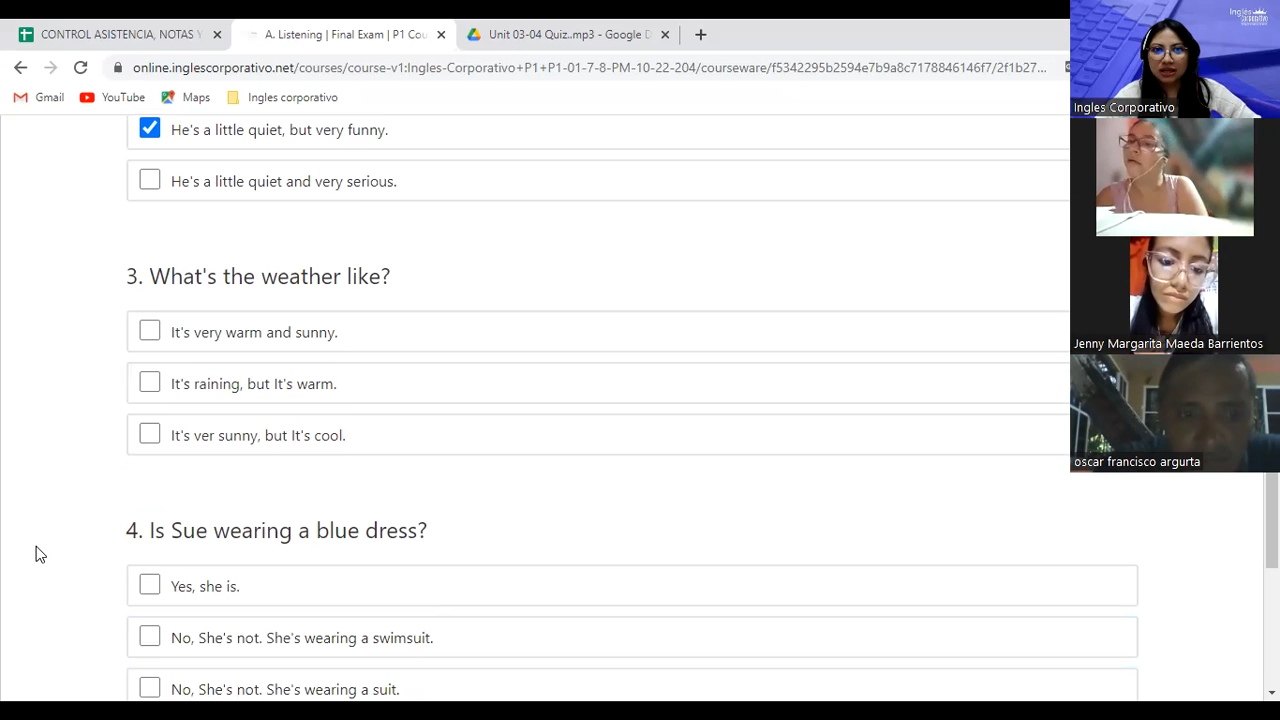 CONTROL ASISTENCIA, NOTAS Y
A. Listening | Final Exam | P1 Cou
Unit 03-04 Quiz..mp3 - Google D
online.inglescorporativo.net/courses/course-v1:Ingles-Corporativo+P1+P1-01-7-8-PM-10-22-204/courseware/f5342295b2594e7b9a8c7178846146f7/2f1b27...
Gmail
YouTube
Maps
Ingles corporativo
He's a little quiet, but very funny.
He's a little quiet and very serious.
3. What's the weather like?
It's very warm and sunny.
It's raining, but It's warm.
It's ver sunny, but It's cool.
4. Is Sue wearing a blue dress?
Yes, she is.
No, She's not. She's wearing a swimsuit.
No, She's not. She's wearing a suit.
Ingles Corporativo
Jenny Margarita Maeda Barrientos
oscar francisco argurta